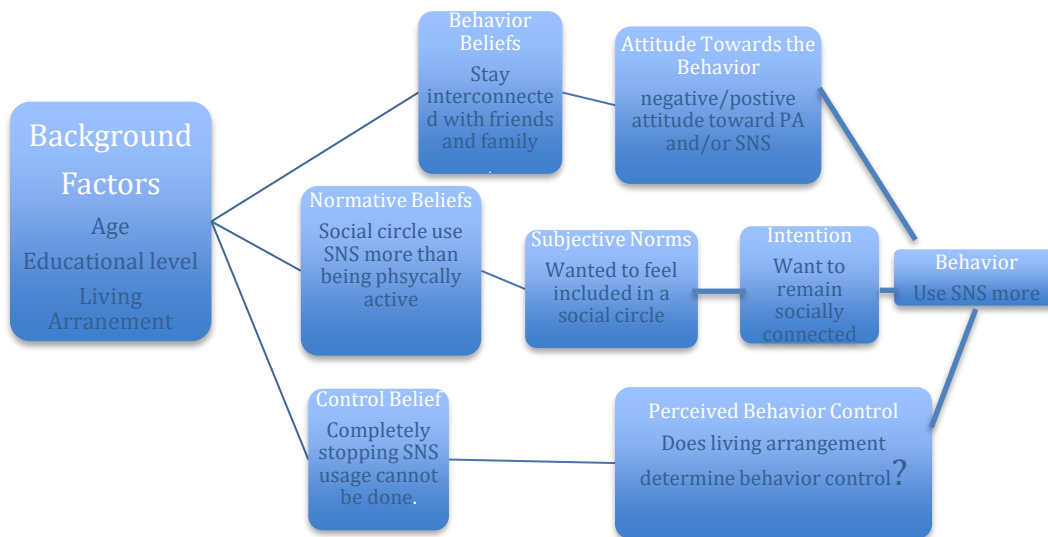 Background
Factors
Age
Educational level
Living
Arranement
Behavior
Beliefs
Stay
interconnecte
d with friends
and family
.
Attitude Towards the
Behavior
negative/postive
attitude toward PA
and/or SNS
Normative Beliefs
Social circle use
SNS more than
being phsycally
active
Subjective Norms
Wanted to feel
included in a
social circle
Intention
Want to
remain
socially
connected
Behavior
Use SNS more
Control Belief
Completely
stopping SNS
usage cannot
be done.
Perceived Behavior Control
Does living arrangement
determine behavior control?